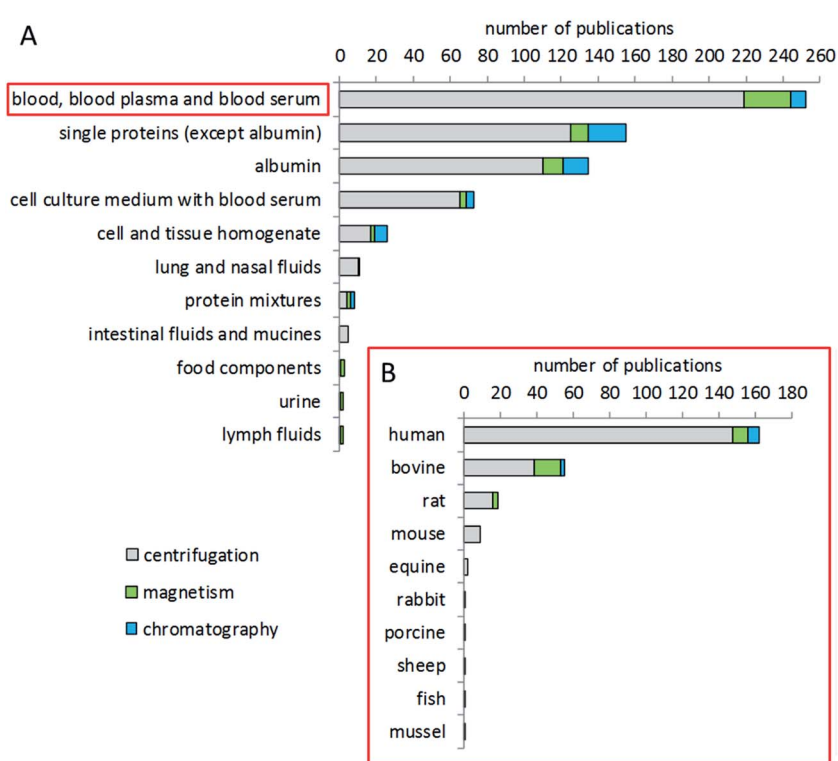 A
number of publications
0 20 40 60 80 100 120 140 160 180 200 220 240 260
blood, blood plasma and blood serum
single proteins (except albumin)
albumin
cell culture medium with blood serum
cell and tissue homogenate
lung and nasal fluids
protein mixtures
intestinal fluids and mucines
food components
urine
lymph fluids
centrifugation
magnetism
chromatography
B
number of publications
0 20 40 60 80 100 120 140 160 180
human
bovine
rat
mouse
equine
rabbit
porcine
sheep
fish
mussel